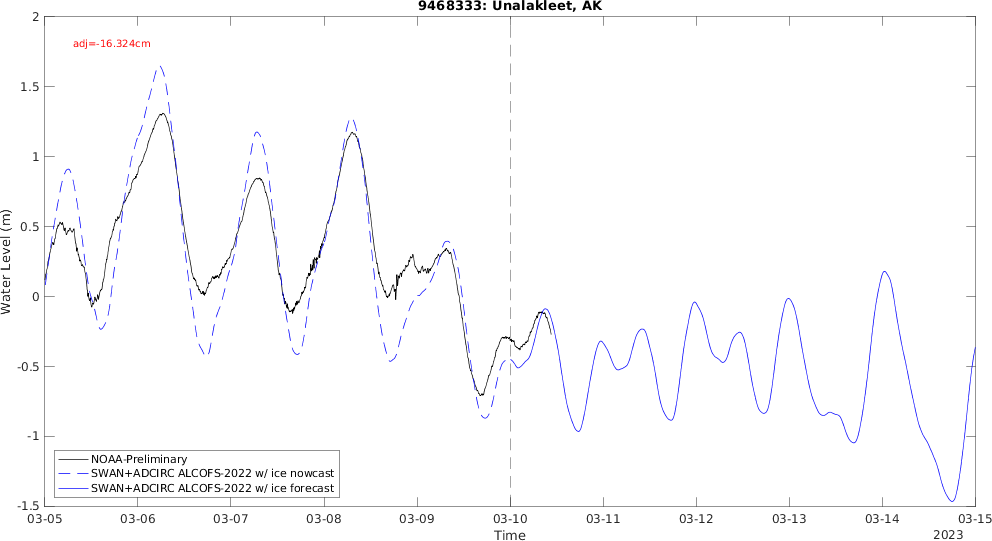 9468333: Unalakleet, AK
adj=-16.324cm
Water Level (m)
2
1.5
1
0.5
0
-0.5
-1
-1.5
NOAA-Preliminary
SWAN+ADCIRC ALCOFS-2022 w/ ice nowcast
SWAN+ADCIRC ALCOFS-2022 w/ ice forecast
03-05 03-06 03-07 03-08 03-09 03-10 03-11 03-12 03-13 03-14 03-15
Time
2023